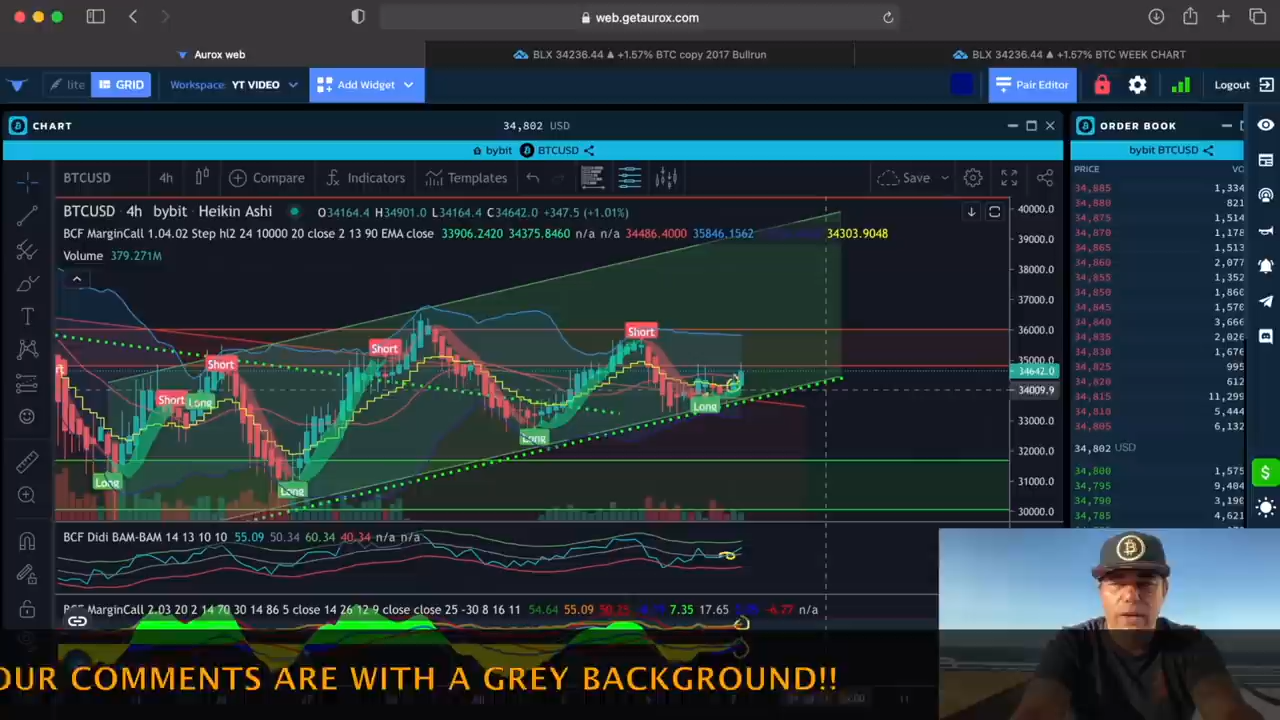 web.getaurox.com
Aurox web
BLX 34236.44 ▲ +1.57% BTC copy 2017 Bullrun
BLX 34236.44 ▲ +1.57% BTC WEEK CHART
lite
GRID
Workspace: YT VIDEO
Add Widget
Pair Editor
Logout
CHART
34,802 USD
ORDER BOOK
bybit BTCUSD
bybit BTCUSD
BTCUSD
4h
Compare
Indicators
Templates
Save
PRICE
BTCUSD · 4h · bybit · Heikin Ashi
O34164.4 H34901.0 L34164.4 C34642.0 +347.5 (+1.01%)
BCF MarginCall 1.04.02 Step hl2 24 10000 20 close 2 13 90 EMA close 33906.2420 34375.8460 n/a n/a 34486.4000 35846.1562 34303.9048
Volume 379.271M
40000.0
39000.0
38000.0
37000.0
36000.0
35000.0
34642.0
34009.9
33000.0
32000.0
31000.0
30000.0
Short
Short
Short
Short
Long
Long
Long
Long
Long
34,885 1,334
34,880 821
34,875 1,514
34,870 1,178
34,865 1,513
34,860 2,077
34,855 1,352
34,850 1,860
34,840 3,666
34,835 2,026
34,830 1,670
34,825 995
34,820 612
34,815 11,299
34,810 5,444
34,805 6,132
34,802 USD
34,800 1,575
34,795 9,404
34,790 3,190
34,785 4,621
BCF Didi BAM-BAM 14 13 10 10 55.09 50.34 60.34 40.34 n/a n/a
BCF MarginCall 2.03 20 2 14 70 30 14 86 5 close 14 26 12 9 close close 25 -30 8 16 11 54.64 55.09 7.35 17.65 -6.77 n/a
OUR COMMENTS ARE WITH A GREY BACKGROUND!!